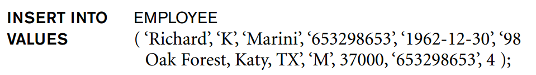 INSERT INTO EMPLOYEE
VALUES ( ‘Richard’, ‘K’, ‘Marini’, ‘653298653’, ‘1962-12-30’, ‘98
Oak Forest, Katy, TX’, ‘M’, 37000, ‘653298653’, 4 );